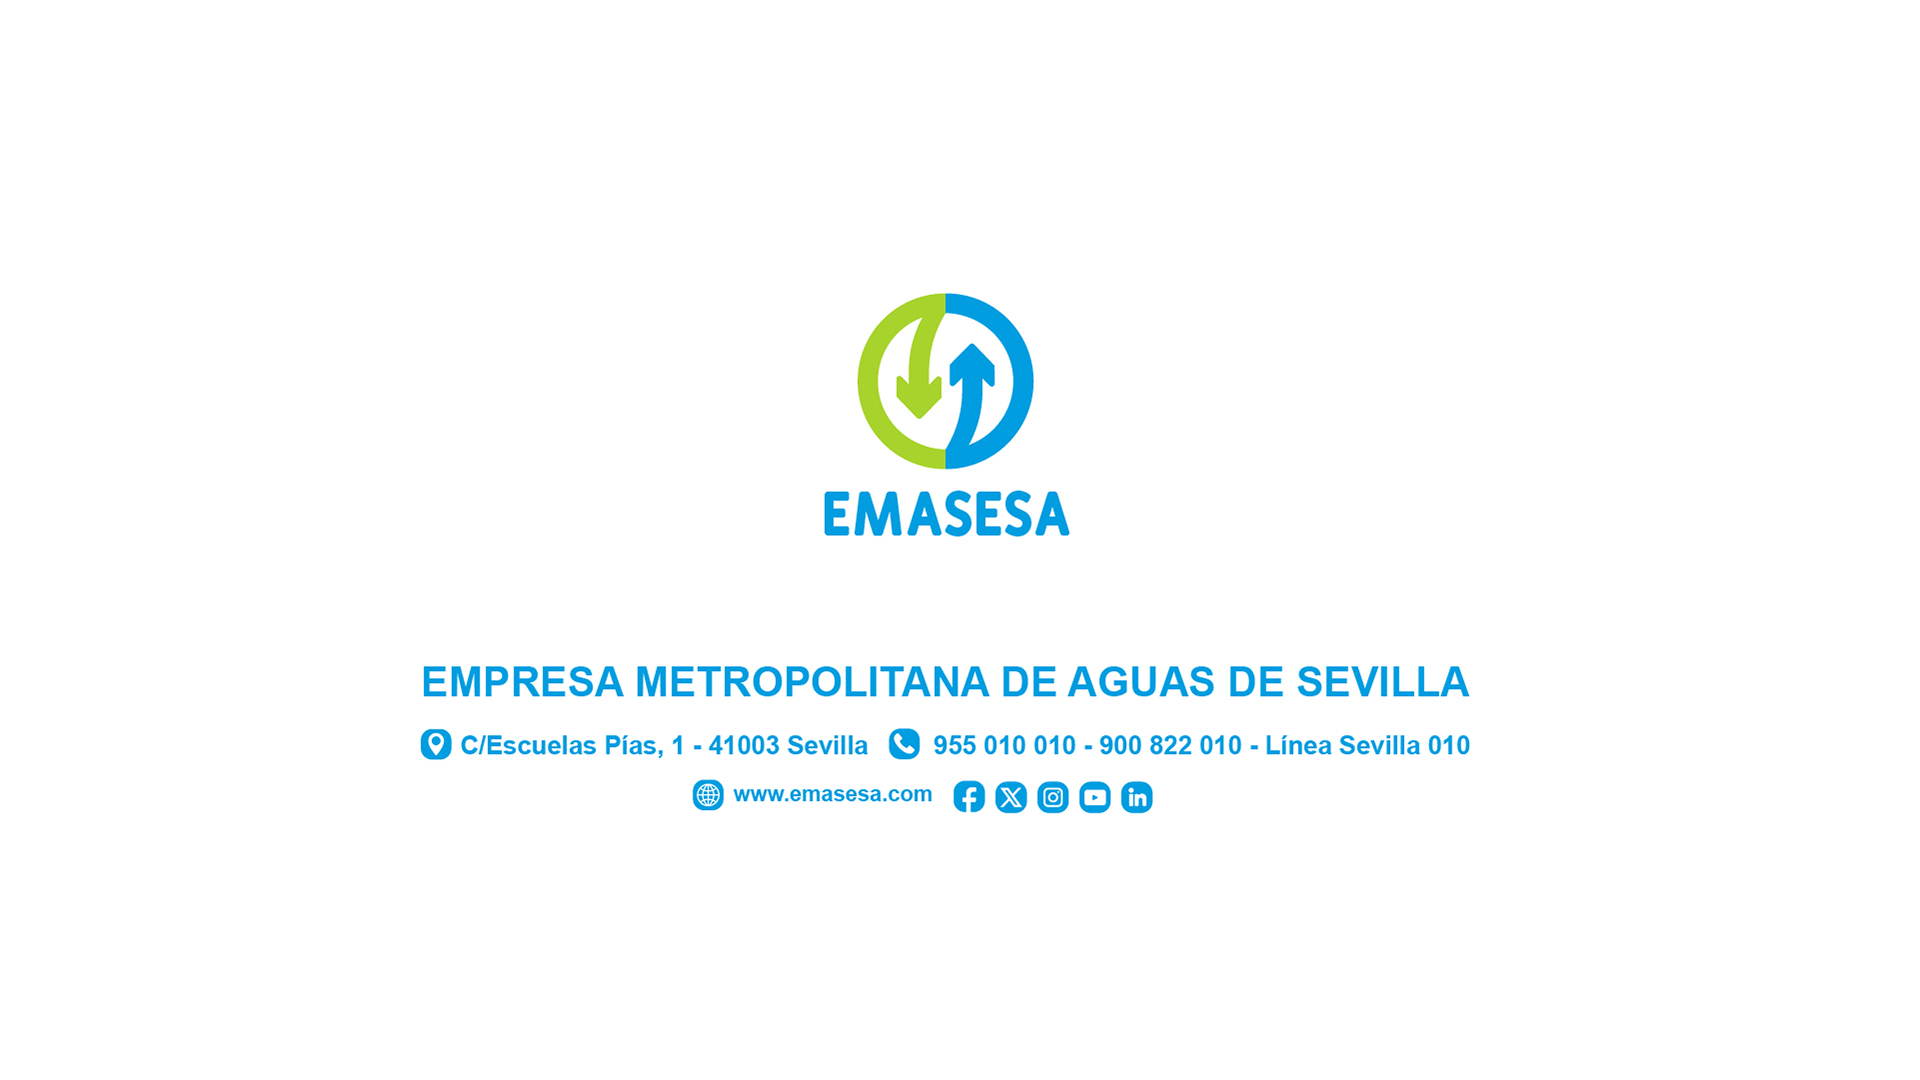 EMASESA
EMPRESA METROPOLITANA DE AGUAS DE SEVILLA
C/Escuelas Pías, 1 - 41003 Sevilla 955 010 010 - 900 822 010 - Línea Sevilla 010
www.emasesa.com